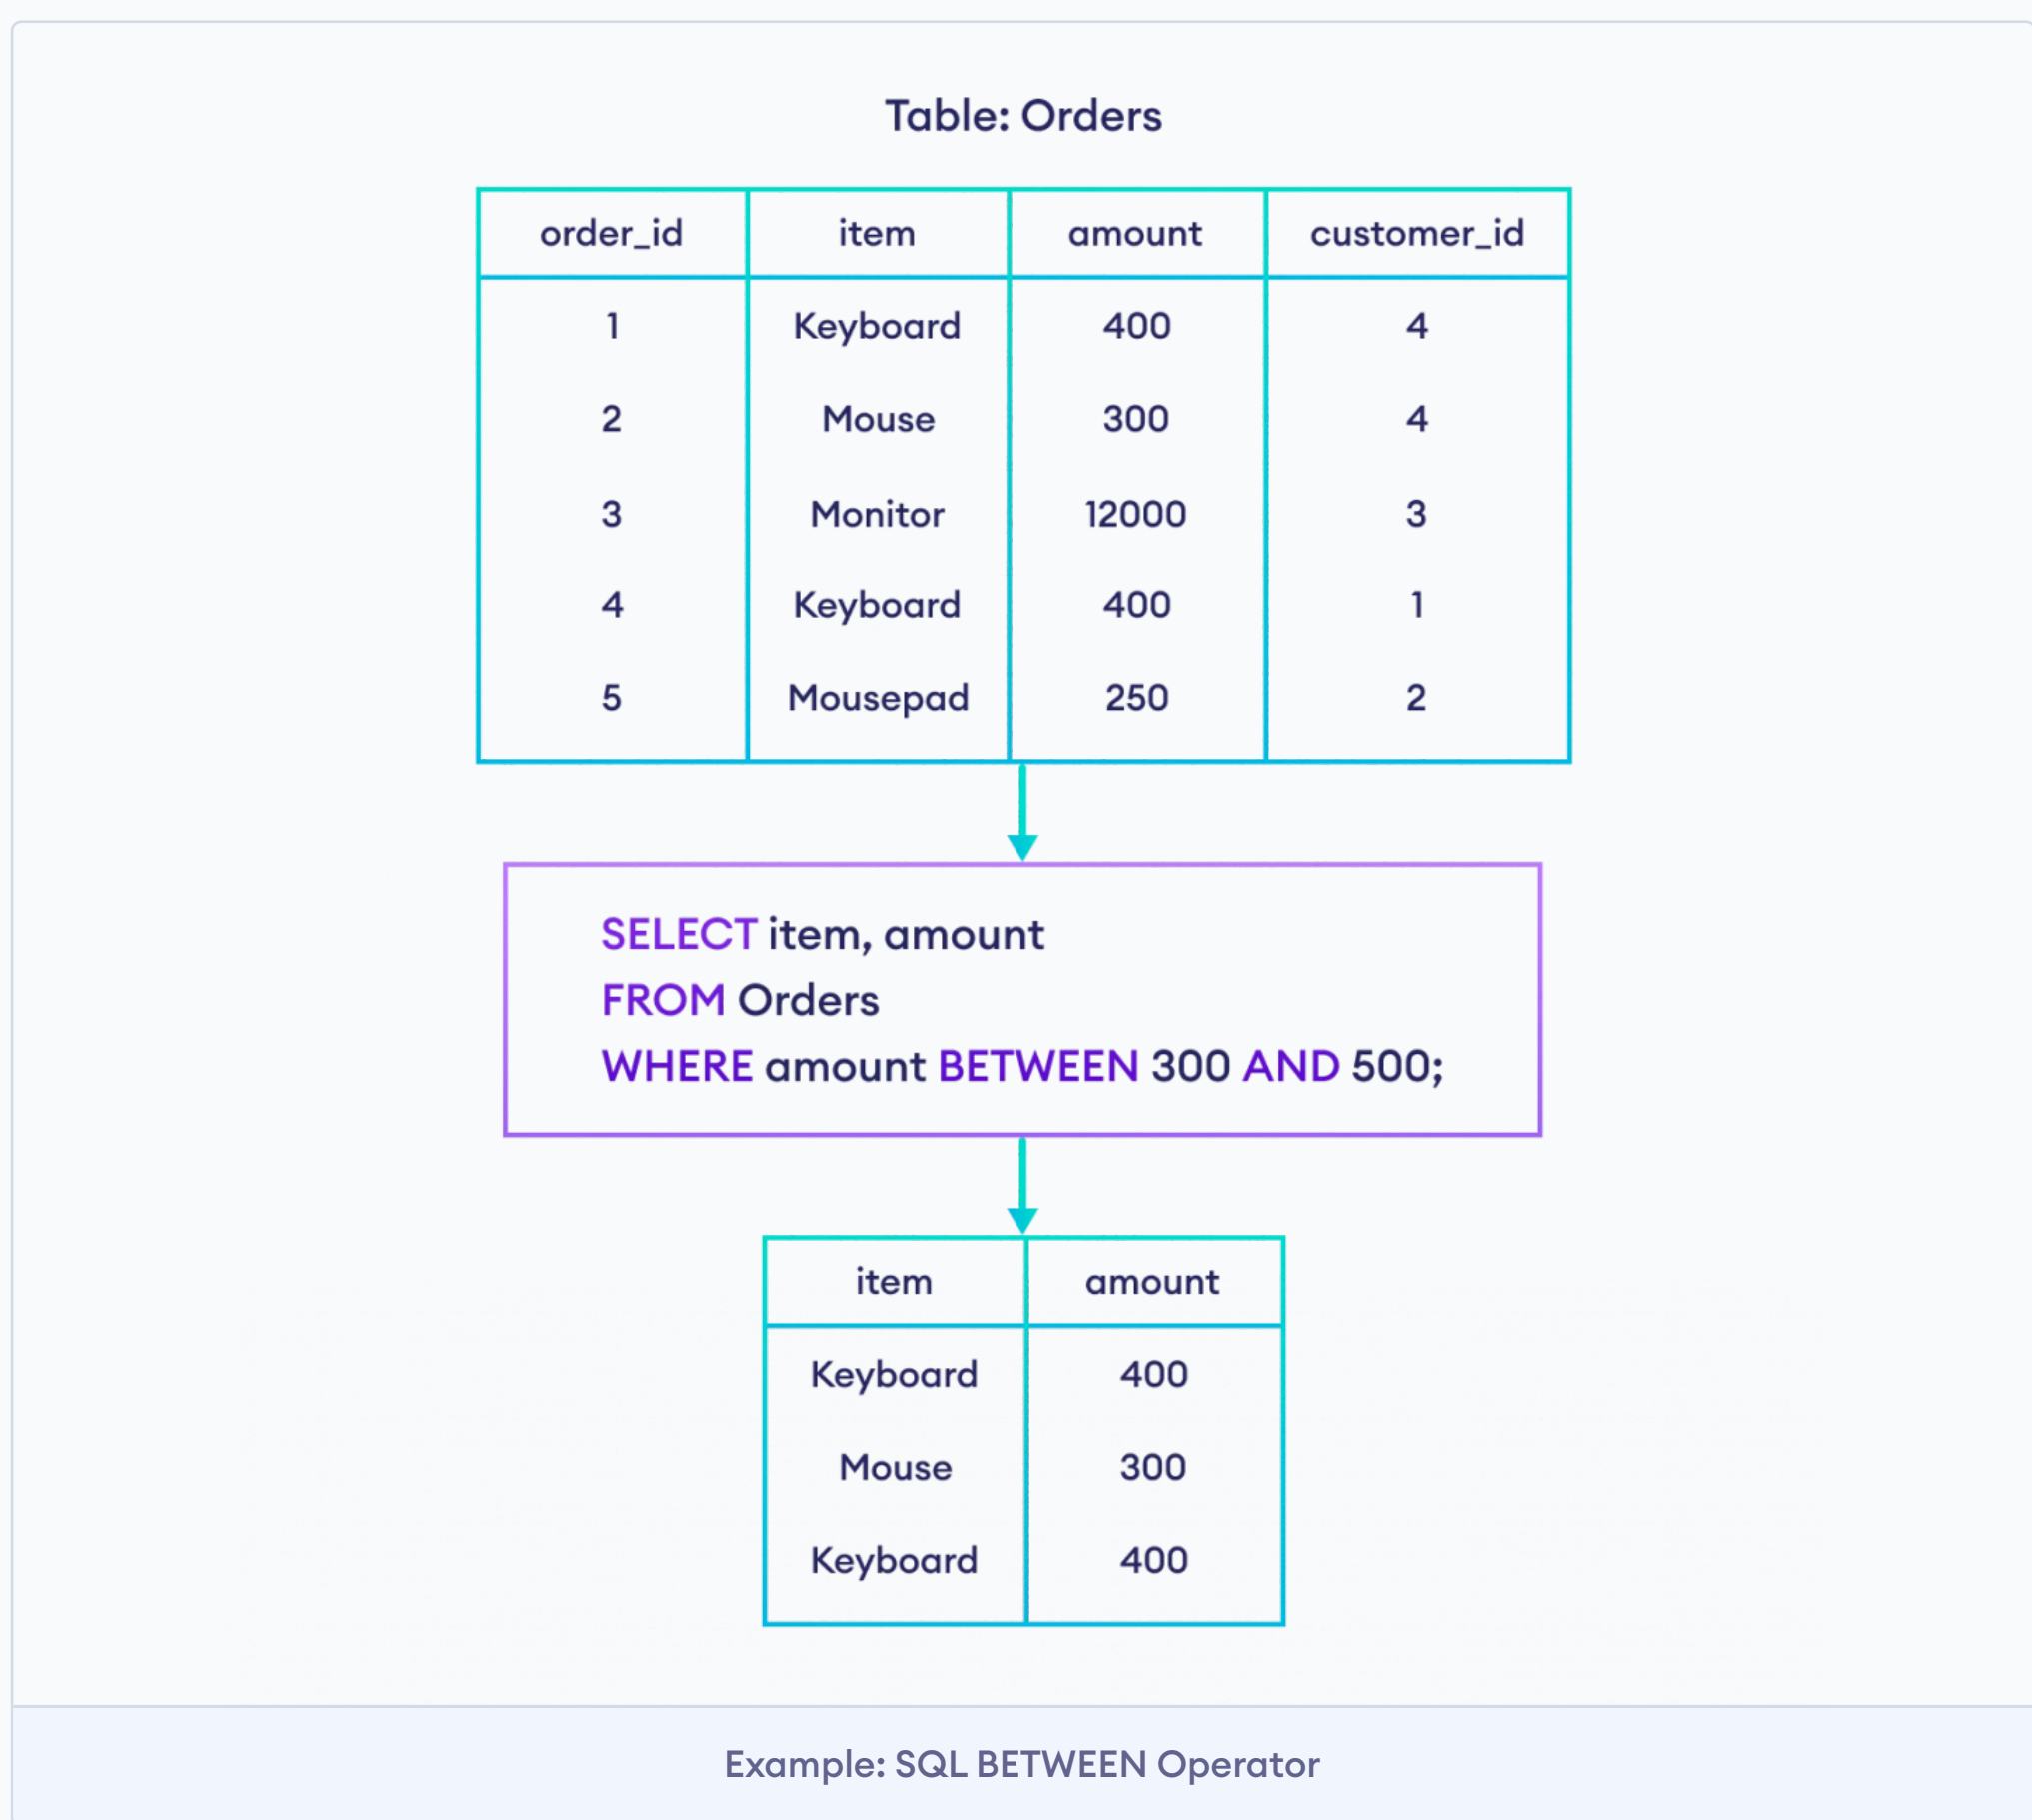 Table: Orders
order_id item amount customer_id
1 Keyboard 400 4
2 Mouse 300 4
3 Monitor 12000 3
4 Keyboard 400 1
5 Mousepad 250 2
SELECT item, amount
FROM Orders
WHERE amount BETWEEN 300 AND 500;
item amount
Keyboard 400
Mouse 300
Keyboard 400
Example: SQL BETWEEN Operator